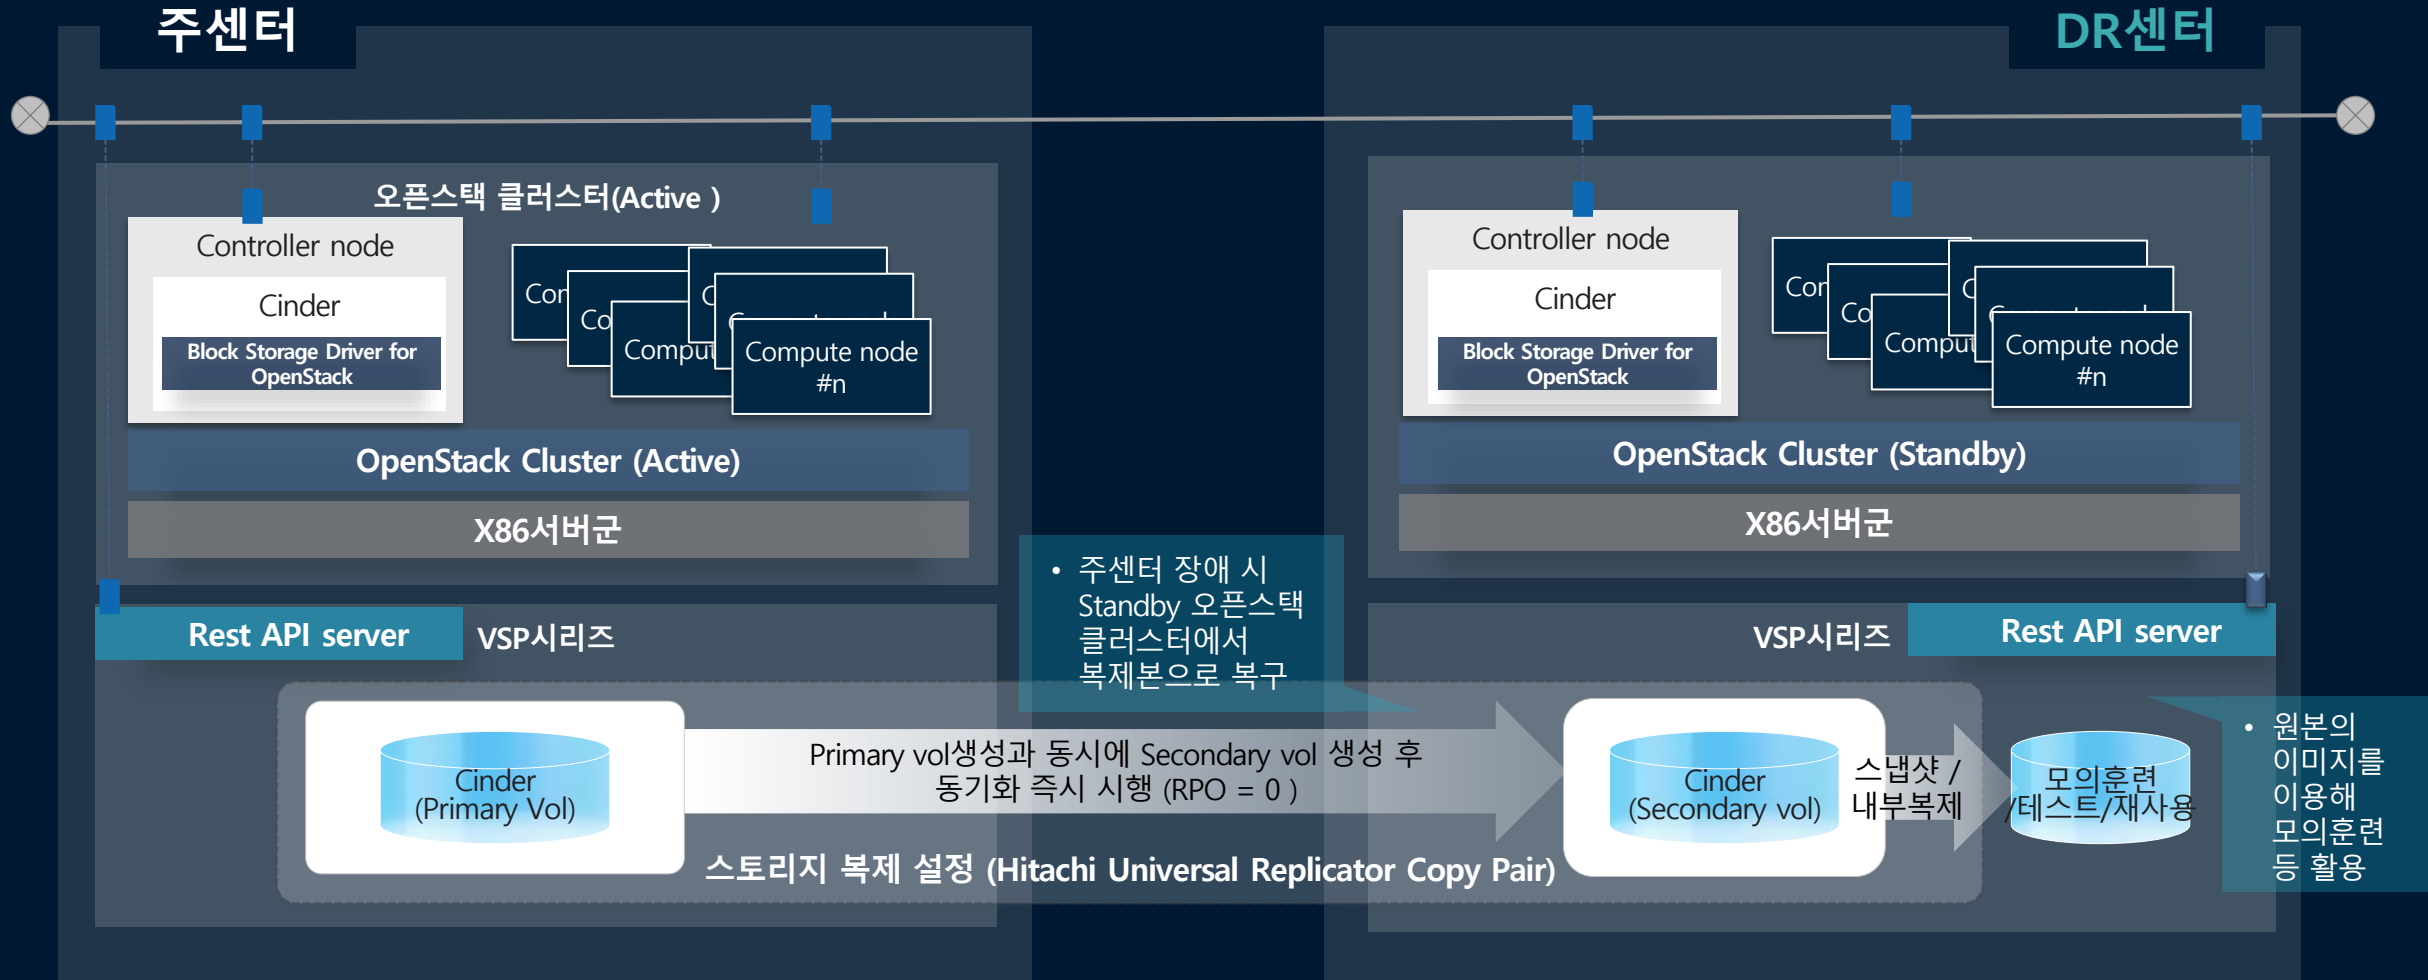 주센터
DR센터
오픈스택 클러스터(Active )
Controller node
Cinder
Block Storage Driver for
OpenStack
Compute node
#n
OpenStack Cluster (Active)
X86서버군
Controller node
Cinder
Block Storage Driver for
OpenStack
Compute node
#n
OpenStack Cluster (Standby)
X86서버군
• 주센터 장애 시
Standby 오픈스택
클러스터에서
복제본으로 복구
Rest API server
VSP시리즈
VSP시리즈
Rest API server
Cinder
(Primary Vol)
Primary vol생성과 동시에 Secondary vol 생성 후
동기화 즉시 시행 (RPO = 0 )
Cinder
(Secondary vol)
스냅샷 /
내부복제
모의훈련
/테스트/재사용
• 원본의
이미지를
이용해
모의훈련
등 활용
스토리지 복제 설정 (Hitachi Universal Replicator Copy Pair)